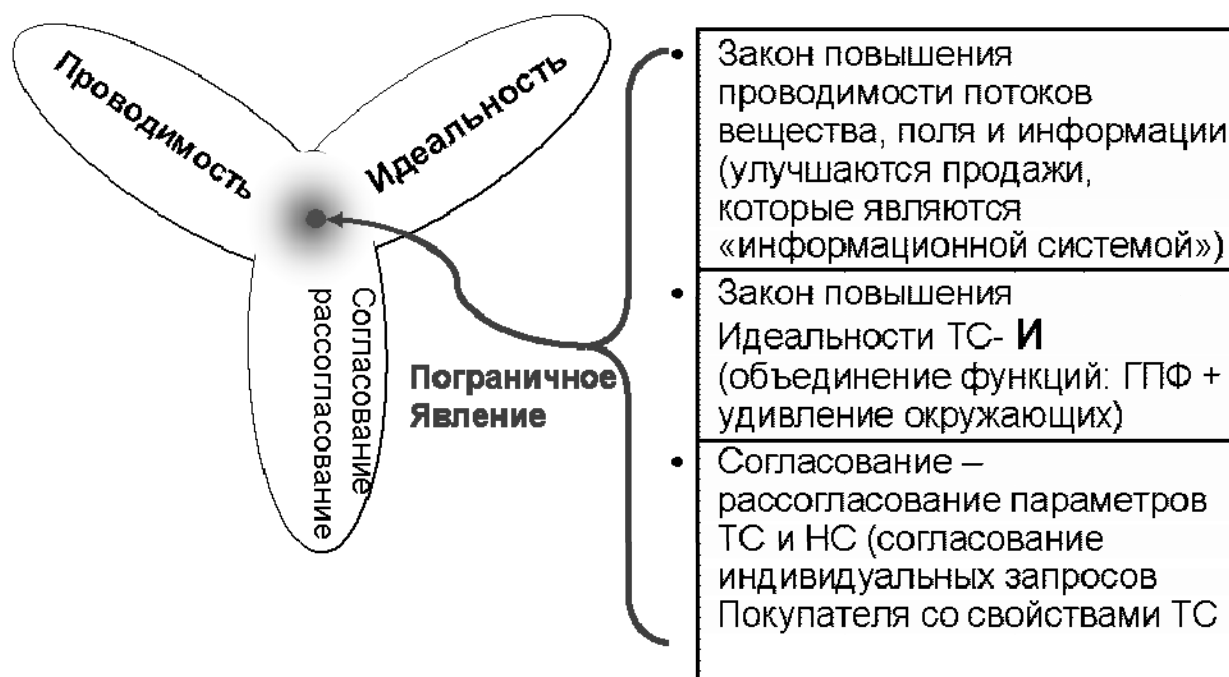 Проводимость
Идеальность
Согласование
рассогласование
Пограничное
Явление
• Закон повышения
проводимости потоков
вещества, поля и информации
(улучшаются продажи,
которые являются
«информационной системой»)
• Закон повышения
Идеальности ТС- И
(объединение функций: ГПФ +
удивление окружающих)
• Согласование –
рассогласование параметров
ТС и НС (согласование
индивидуальных запросов
Покупателя со свойствами ТС